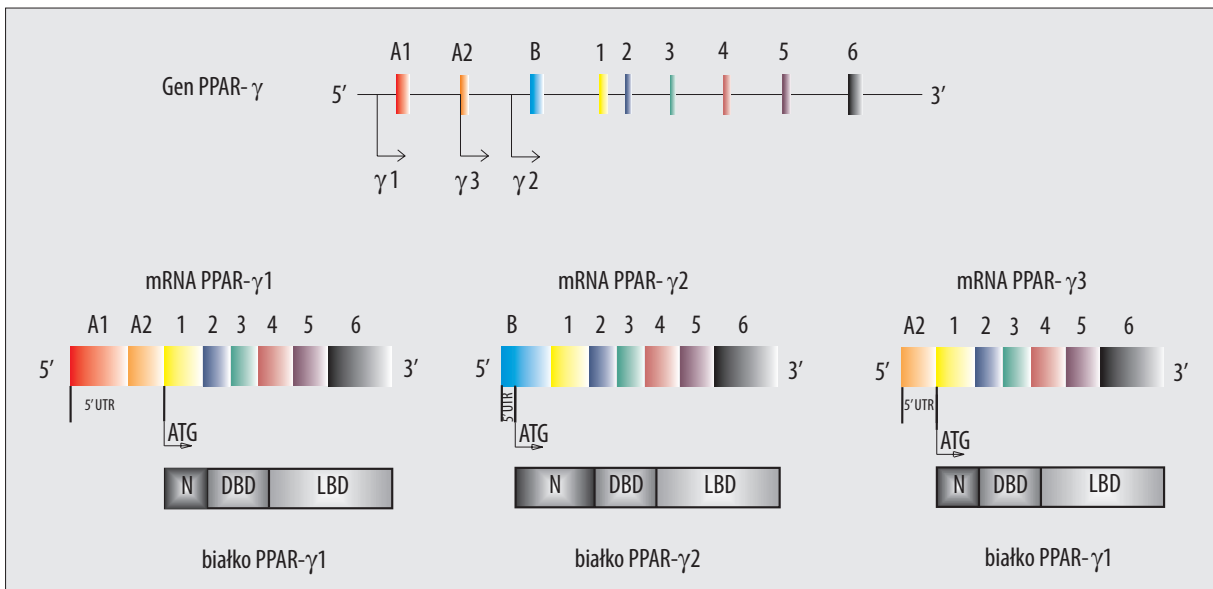 A1 A2 B 1 2 3 4 5 6
Gen PPAR- γ 5′ 3′
γ1 γ3 γ2
mRNA PPAR- γ1
A1 A2 1 2 3 4 5 6
5′ 3′
5′ UTR
ATG
N DBD LBD
białko PPAR-γ1
mRNA PPAR- γ2
B 1 2 3 4 5 6
5′ 3′
5′ UTR
ATG
N DBD LBD
białko PPAR-γ2
mRNA PPAR- γ3
A2 1 2 3 4 5 6
5′ 3′
5′ UTR
ATG
N DBD LBD
białko PPAR-γ1